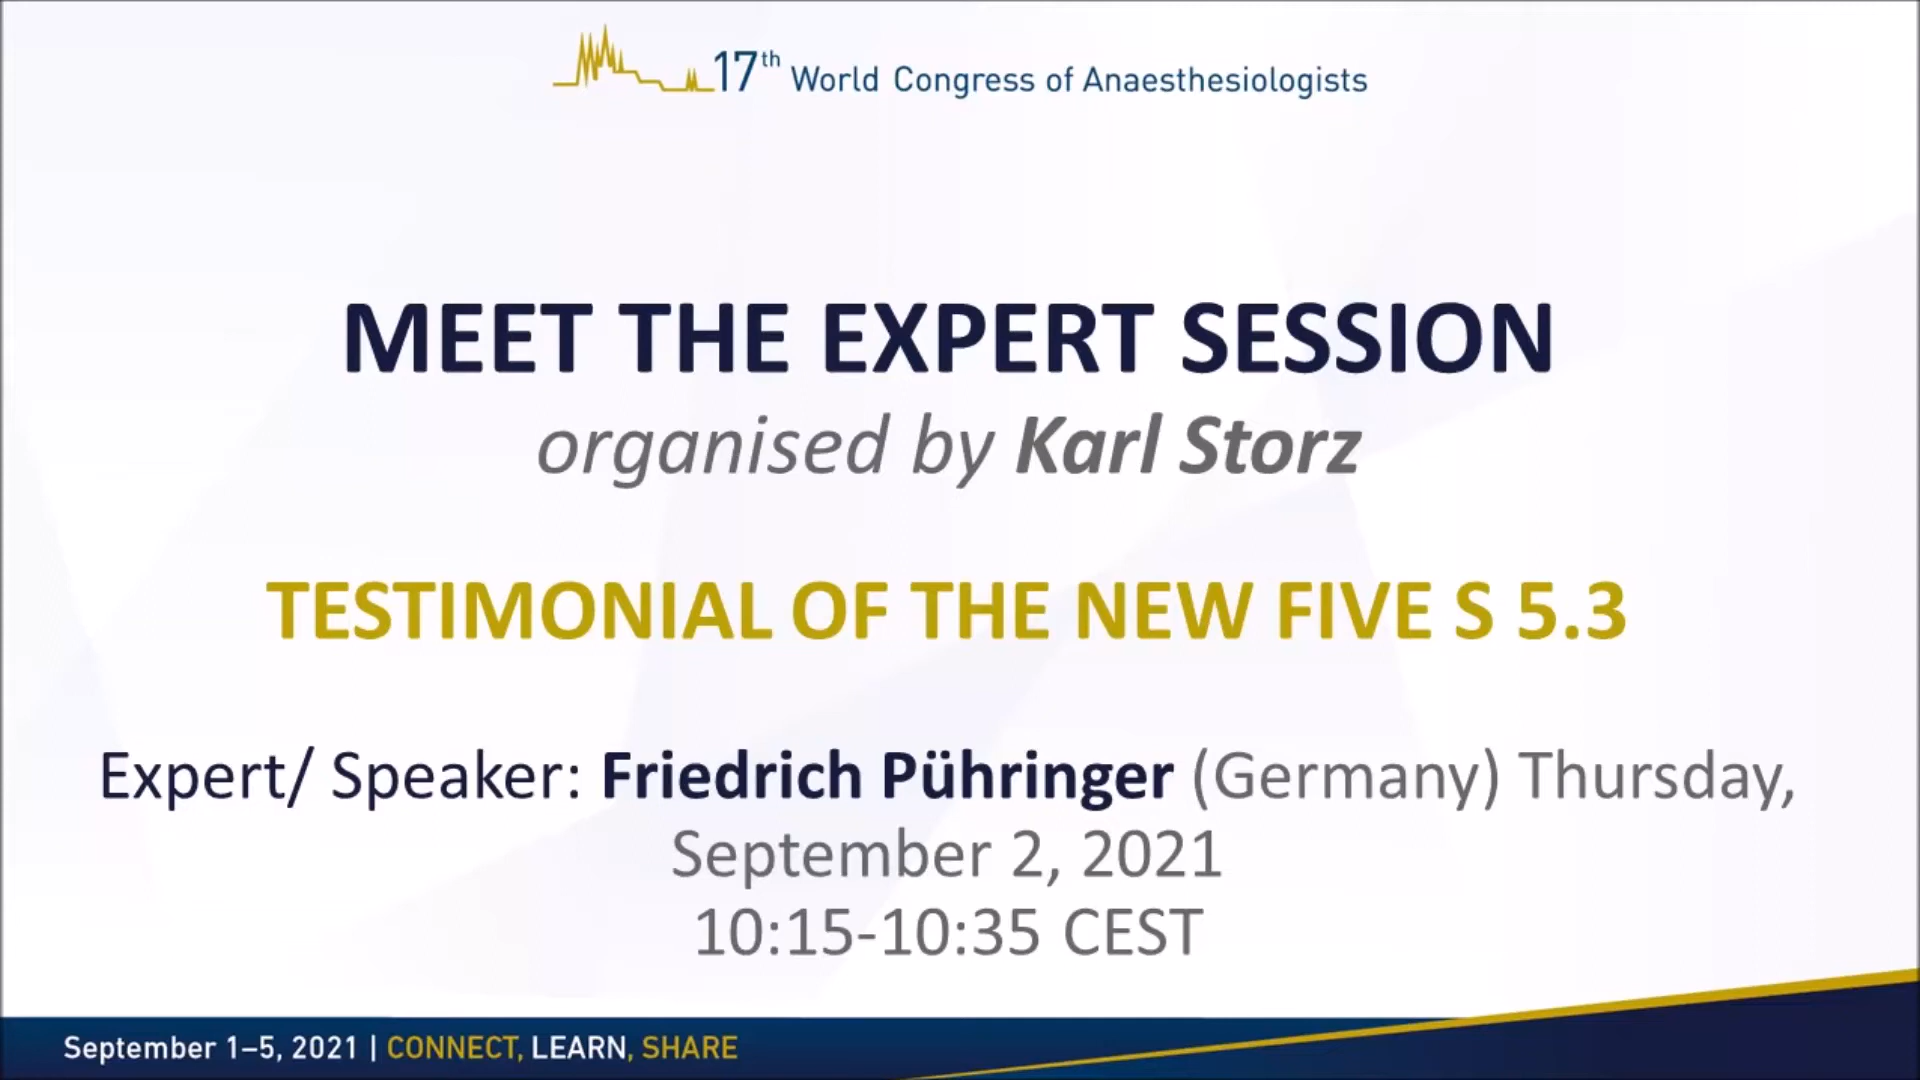 17th World Congress of Anaesthesiologists
MEET THE EXPERT SESSION
organised by Karl Storz
TESTIMONIAL OF THE NEW FIVE S 5.3
Expert/ Speaker: Friedrich Pühringer (Germany) Thursday,
September 2, 2021
10:15-10:35 CEST
September 1–5, 2021 | CONNECT, LEARN, SHARE